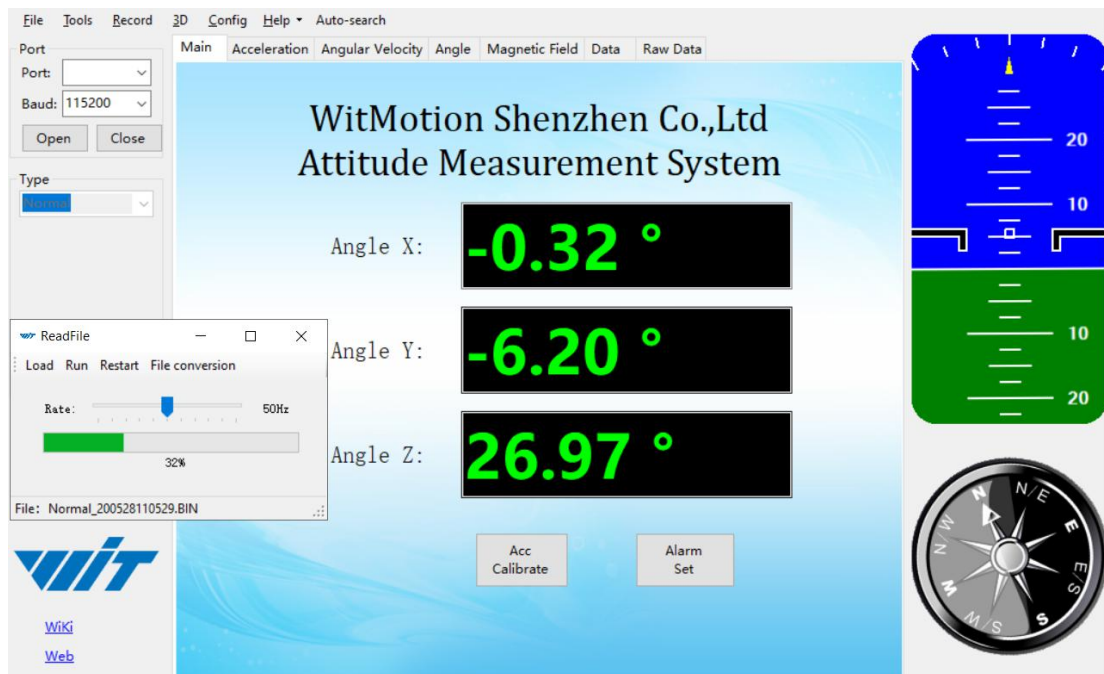 File Tools Record 3D Config Help Auto-search
Port
Port:
Baud: 115200
Open Close
Type
Normal
Main Acceleration Angular Velocity Angle Magnetic Field Data Raw Data
WitMotion Shenzhen Co.,Ltd
Attitude Measurement System
Angle X: -0.32 °
Angle Y: -6.20 °
Angle Z: 26.97 °
Acc
Calibrate
Alarm
Set
ReadFile
Load Run Restart File conversion
Rate: 50Hz
32%
File: Normal_200528110529.BIN
WIT
WiKi
Web
20
10
10
20
N
N/E
E
E/S
S
W/S
W
N/W